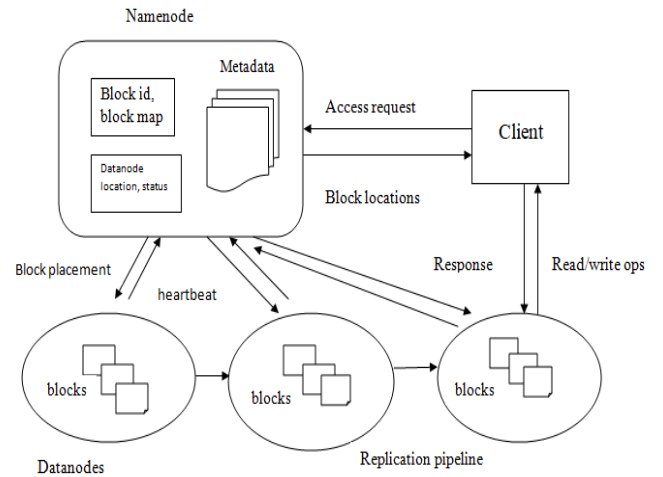 Namenode
Metadata
Block id,
block map
Datanode
location, status
Access request
Client
Block locations
Block placement
heartbeat
Response
Read/write ops
blocks
blocks
blocks
Datanodes
Replication pipeline